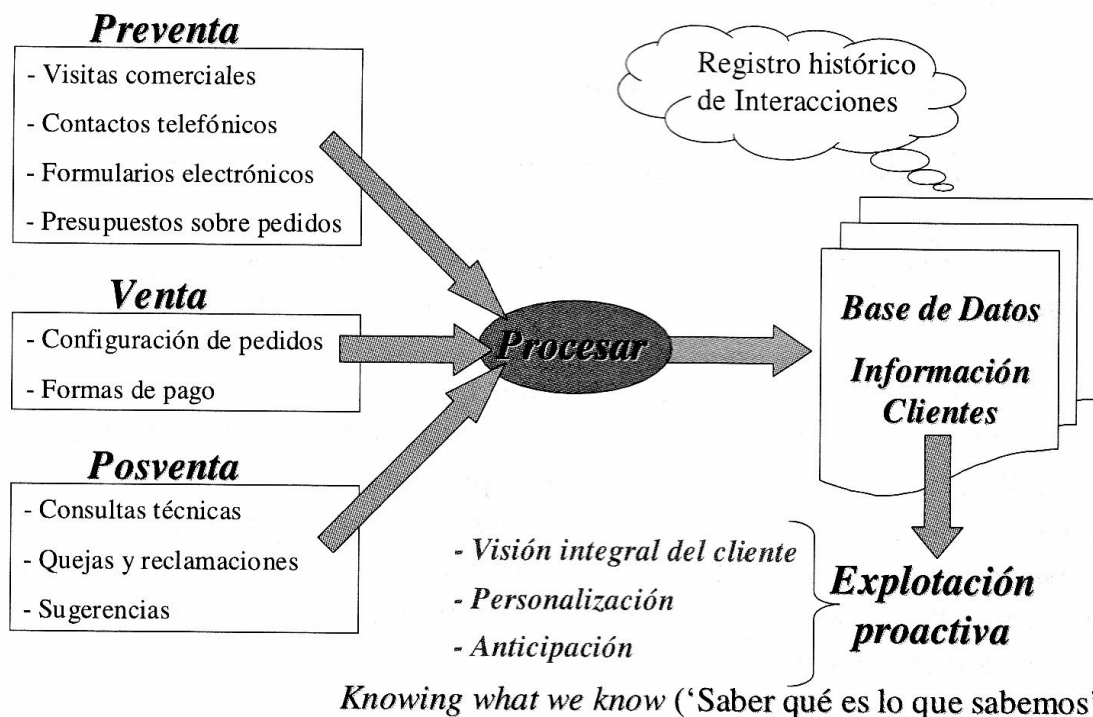 Preventa
- Visitas comerciales
- Contactos telefónicos
- Formularios electrónicos
- Presupuestos sobre pedidos
Venta
- Configuración de pedidos
- Formas de pago
Posventa
- Consultas técnicas
- Quejas y reclamaciones
- Sugerencias
Procesar
Registro histórico
de Interacciones
Base de Datos
Información
Clientes
- Visión integral del cliente
- Personalización
- Anticipación
Explotación
proactiva
Knowing what we know (‘Saber qué es lo que sabemos’